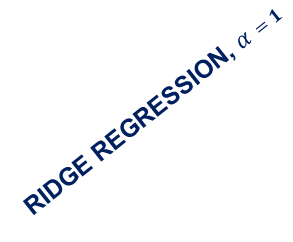 RIDGE REGRESSION, α = 1